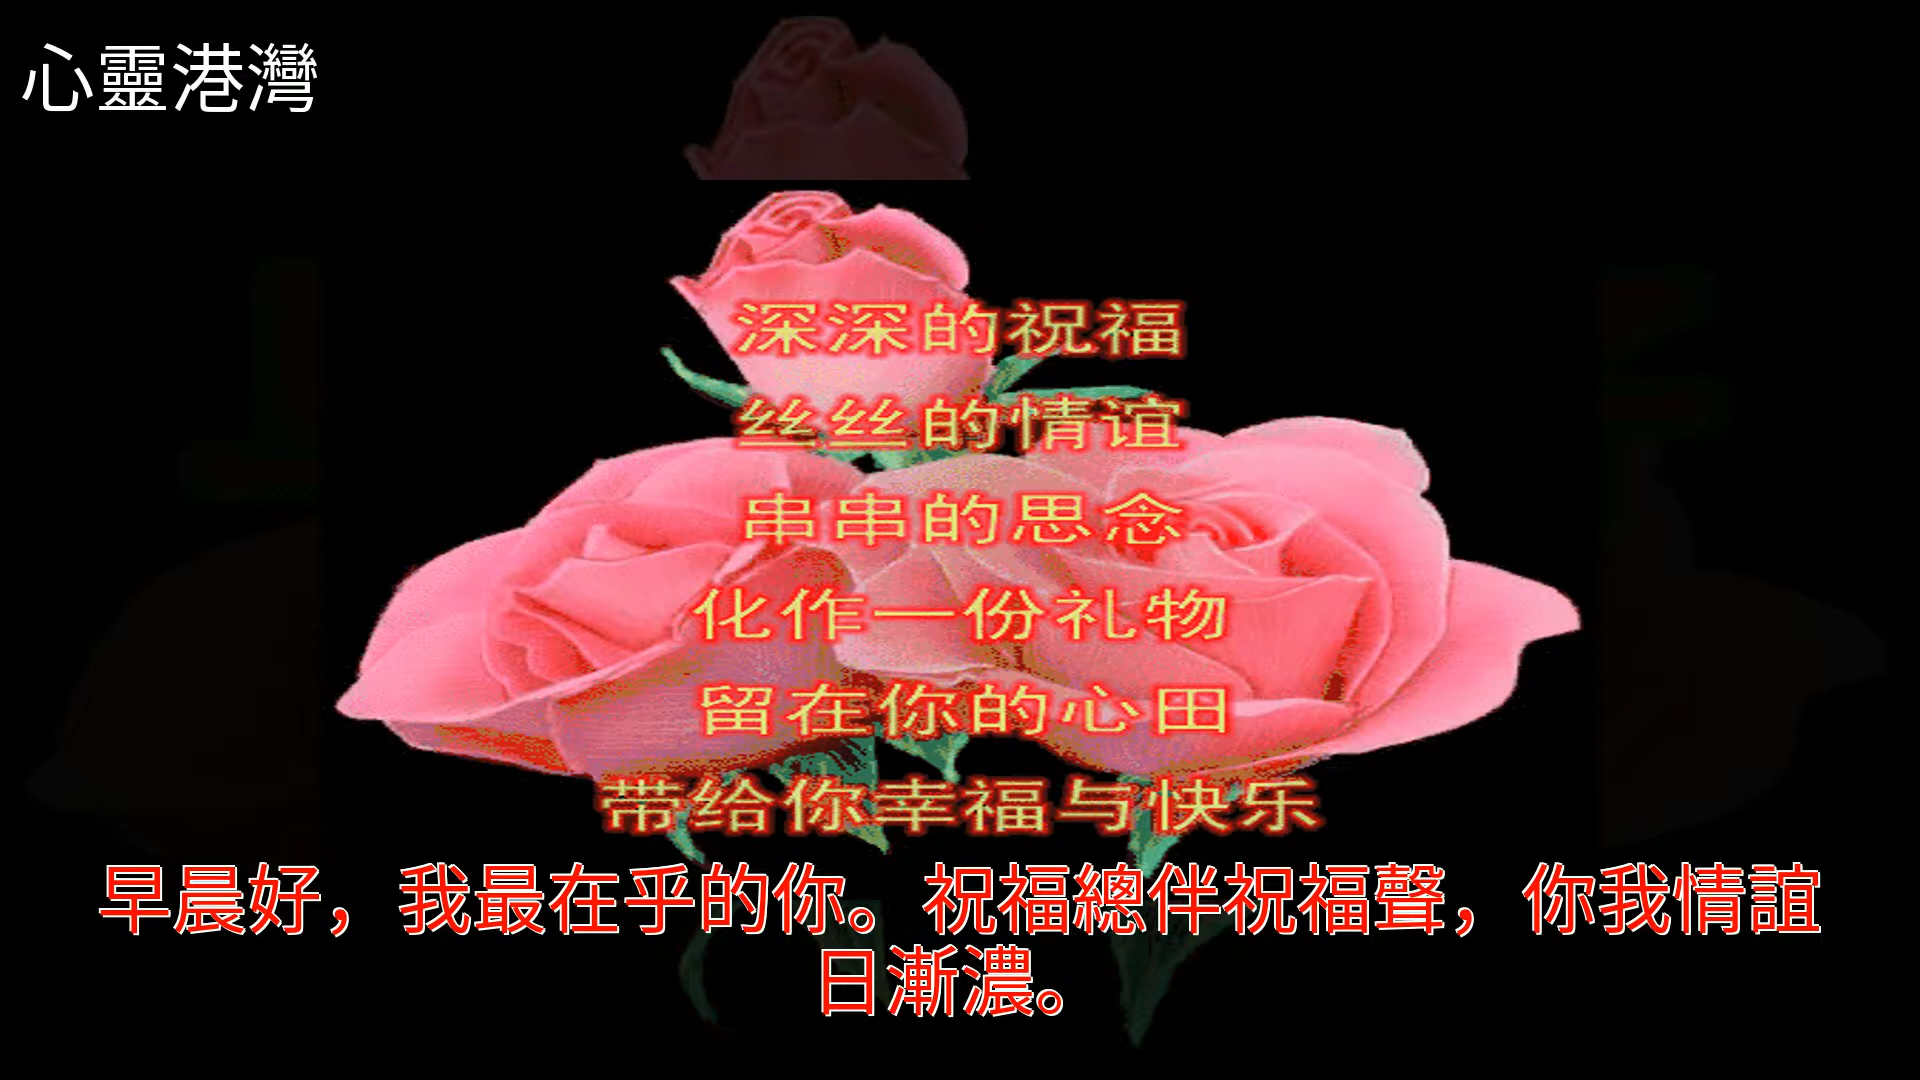 心靈港灣
深深的祝福
丝丝的情谊
串串的思念
化作一份礼物
留在你的心田
带给你幸福与快乐
早晨好，我最在乎的你。祝福總伴祝福聲，你我情誼
日漸濃。